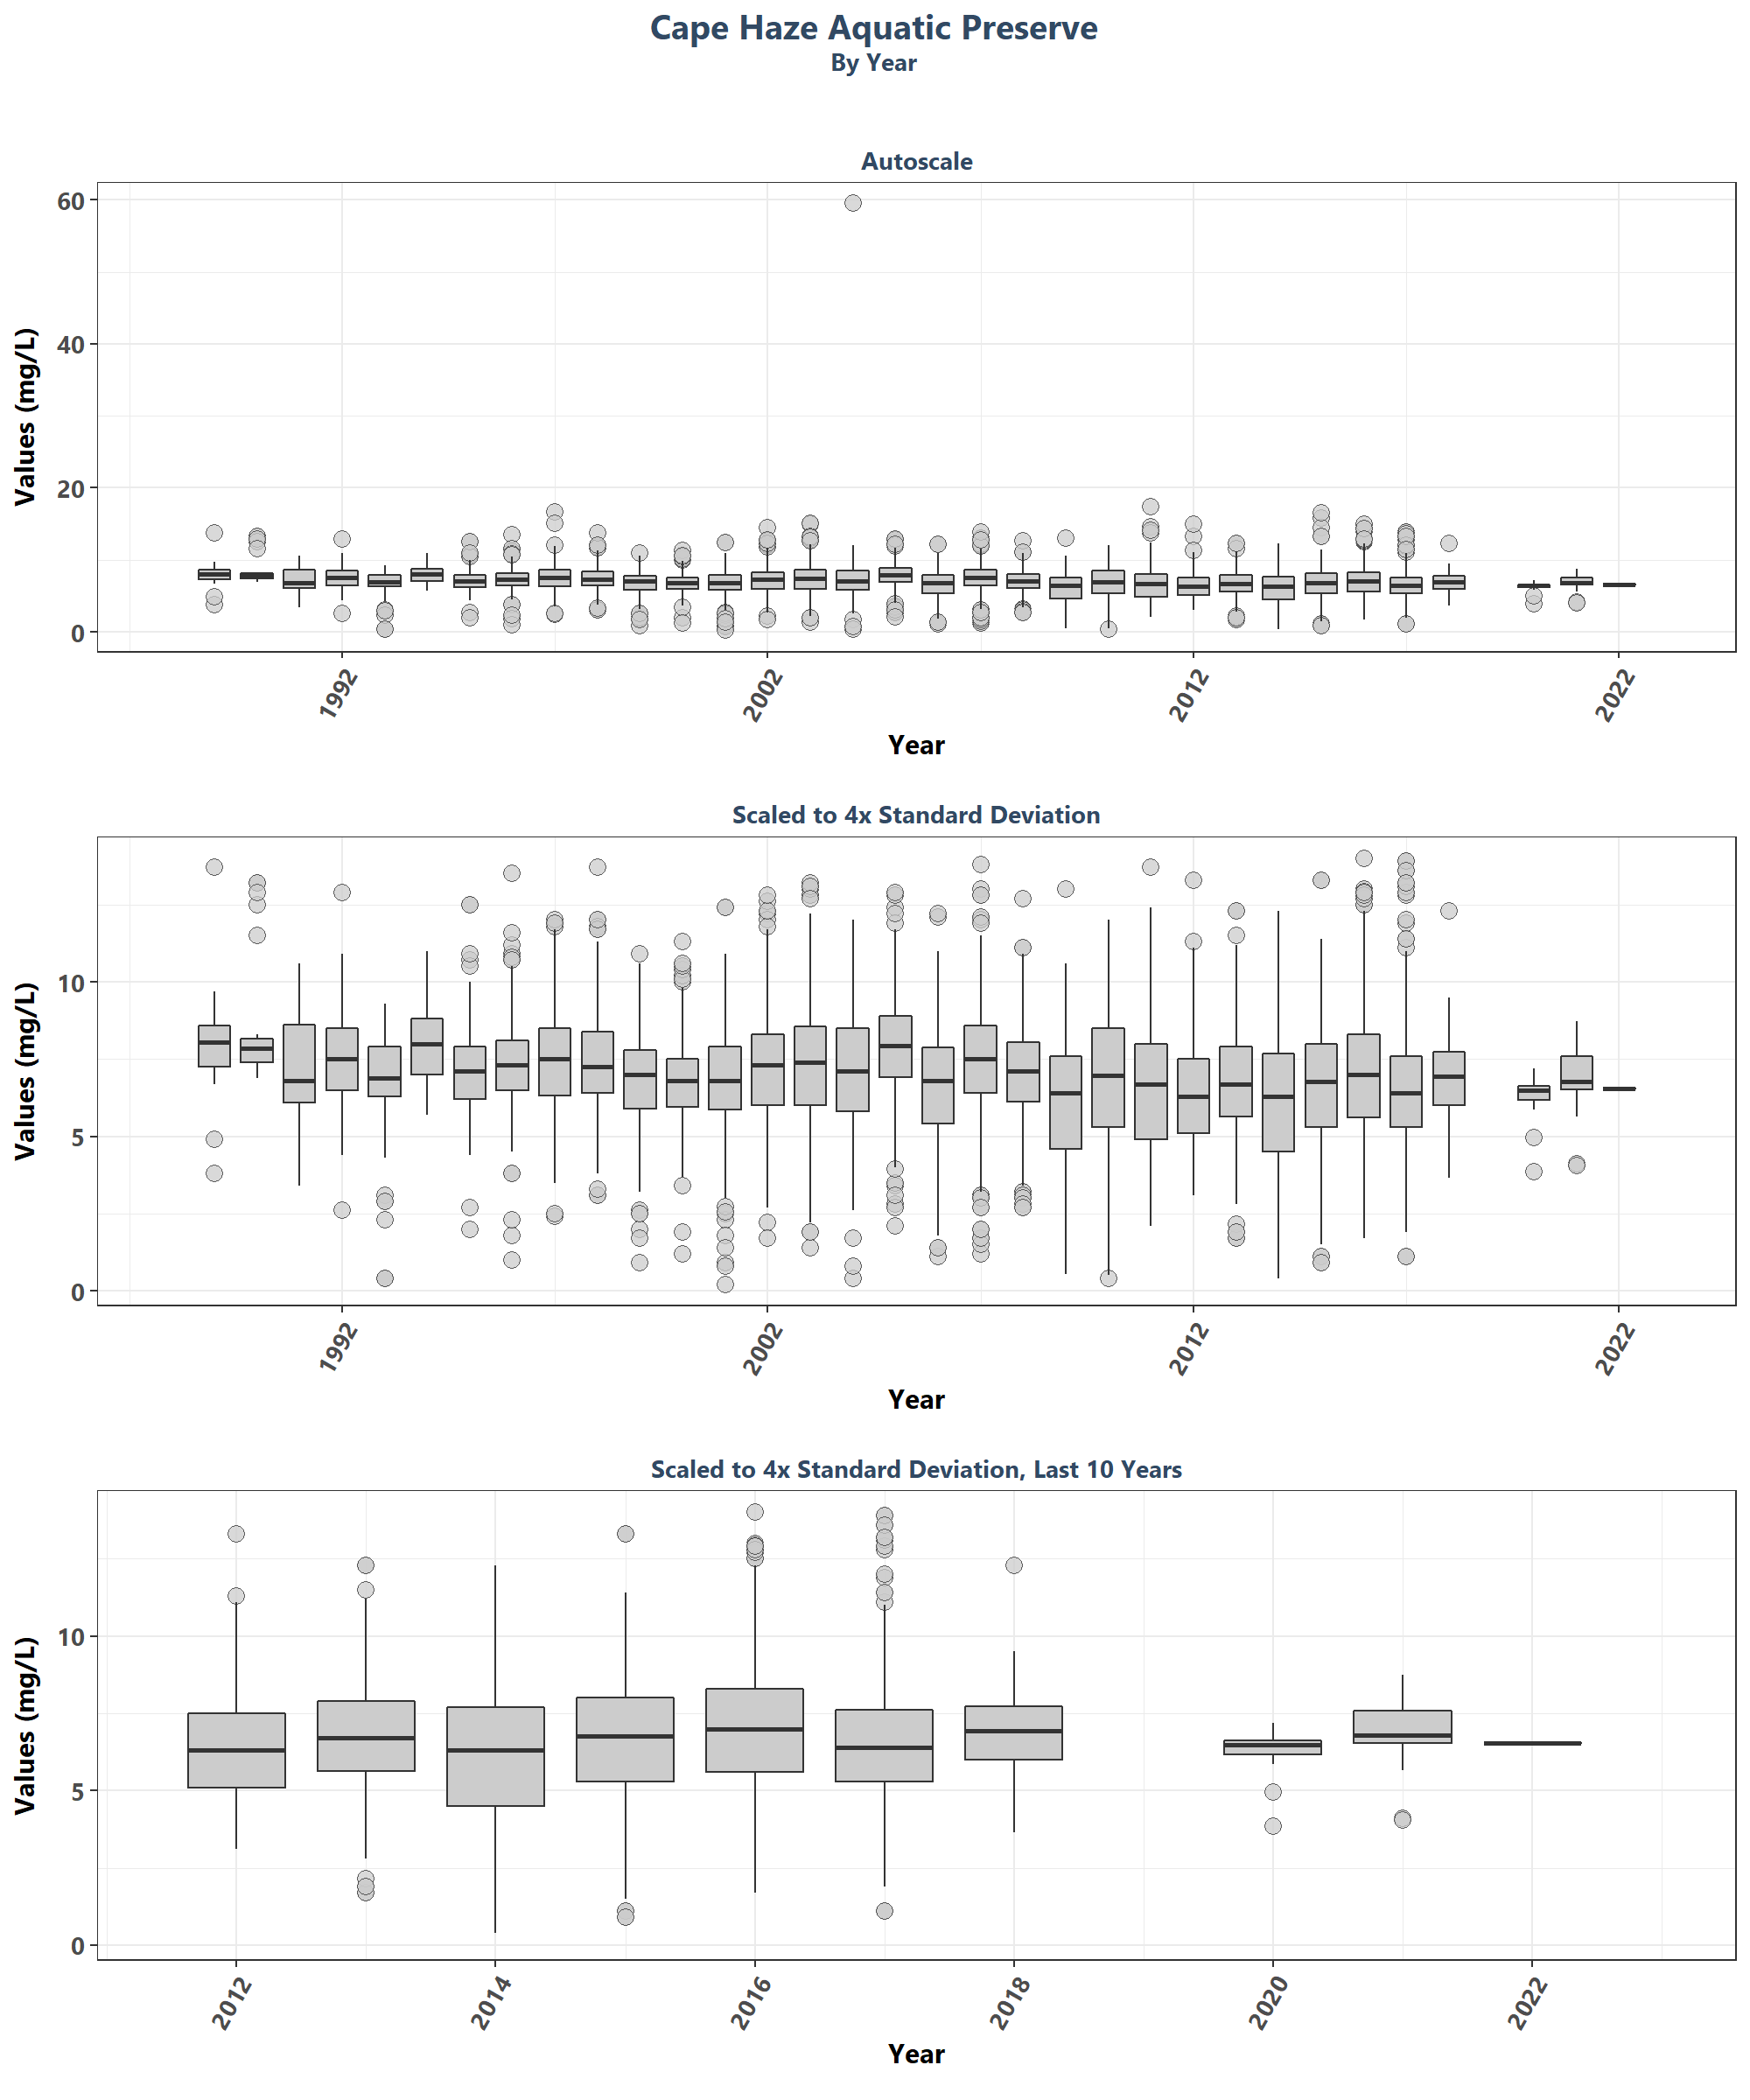 Cape Haze Aquatic Preserve
By Year
Autoscale
Values (mg/L)
60
40
20
0
1992
2002
2012
2022
Year
Scaled to 4x Standard Deviation
Values (mg/L)
10
5
0
1992
2002
2012
2022
Year
Scaled to 4x Standard Deviation, Last 10 Years
Values (mg/L)
10
5
0
2012
2014
2016
2018
2020
2022
Year